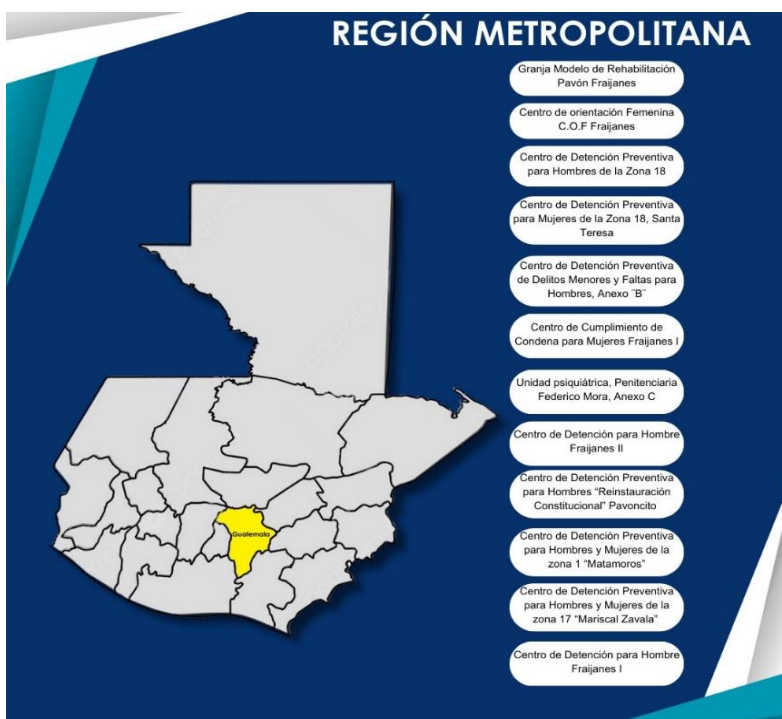 REGIÓN METROPOLITANA
Granja Modelo de Rehabilitación
Pavón Fraijanes
Centro de orientación Femenina
C.O.F Fraijanes
Centro de Detención Preventiva
para Hombres de la Zona 18
Centro de Detención Preventiva
para Mujeres de la Zona 18, Santa
Teresa
Centro de Detención Preventiva
de Delitos Menores y Faltas para
Hombres, Anexo ¨B¨
Centro de Cumplimiento de
Condena para Mujeres Fraijanes I
Unidad psiquiátrica, Penitenciaria
Federico Mora, Anexo C
Centro de Detención para Hombre
Fraijanes II
Centro de Detención Preventiva
para Hombres “Reinstauración
Constitucional” Pavoncito
Centro de Detención Preventiva
para Hombres y Mujeres de la
zona 1 “Matamoros”
Centro de Detención Preventiva
para Hombres y Mujeres de la
zona 17 “Mariscal Zavala”
Centro de Detención para Hombre
Fraijanes I
Guatemala